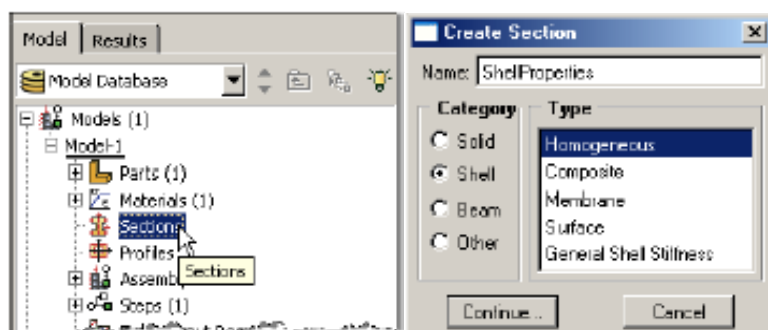 Model Results
Model Database
Models (1)
Model-1
Parts (1)
Materials (1)
Sections
Profiles
Sections
Assemb
Steps (1)
Create Section
Name: ShellProperties
Category
Solid
Shell
Beam
Other
Type
Homogeneous
Composite
Membrane
Surface
General Shell Stiffness
Continue...
Cancel